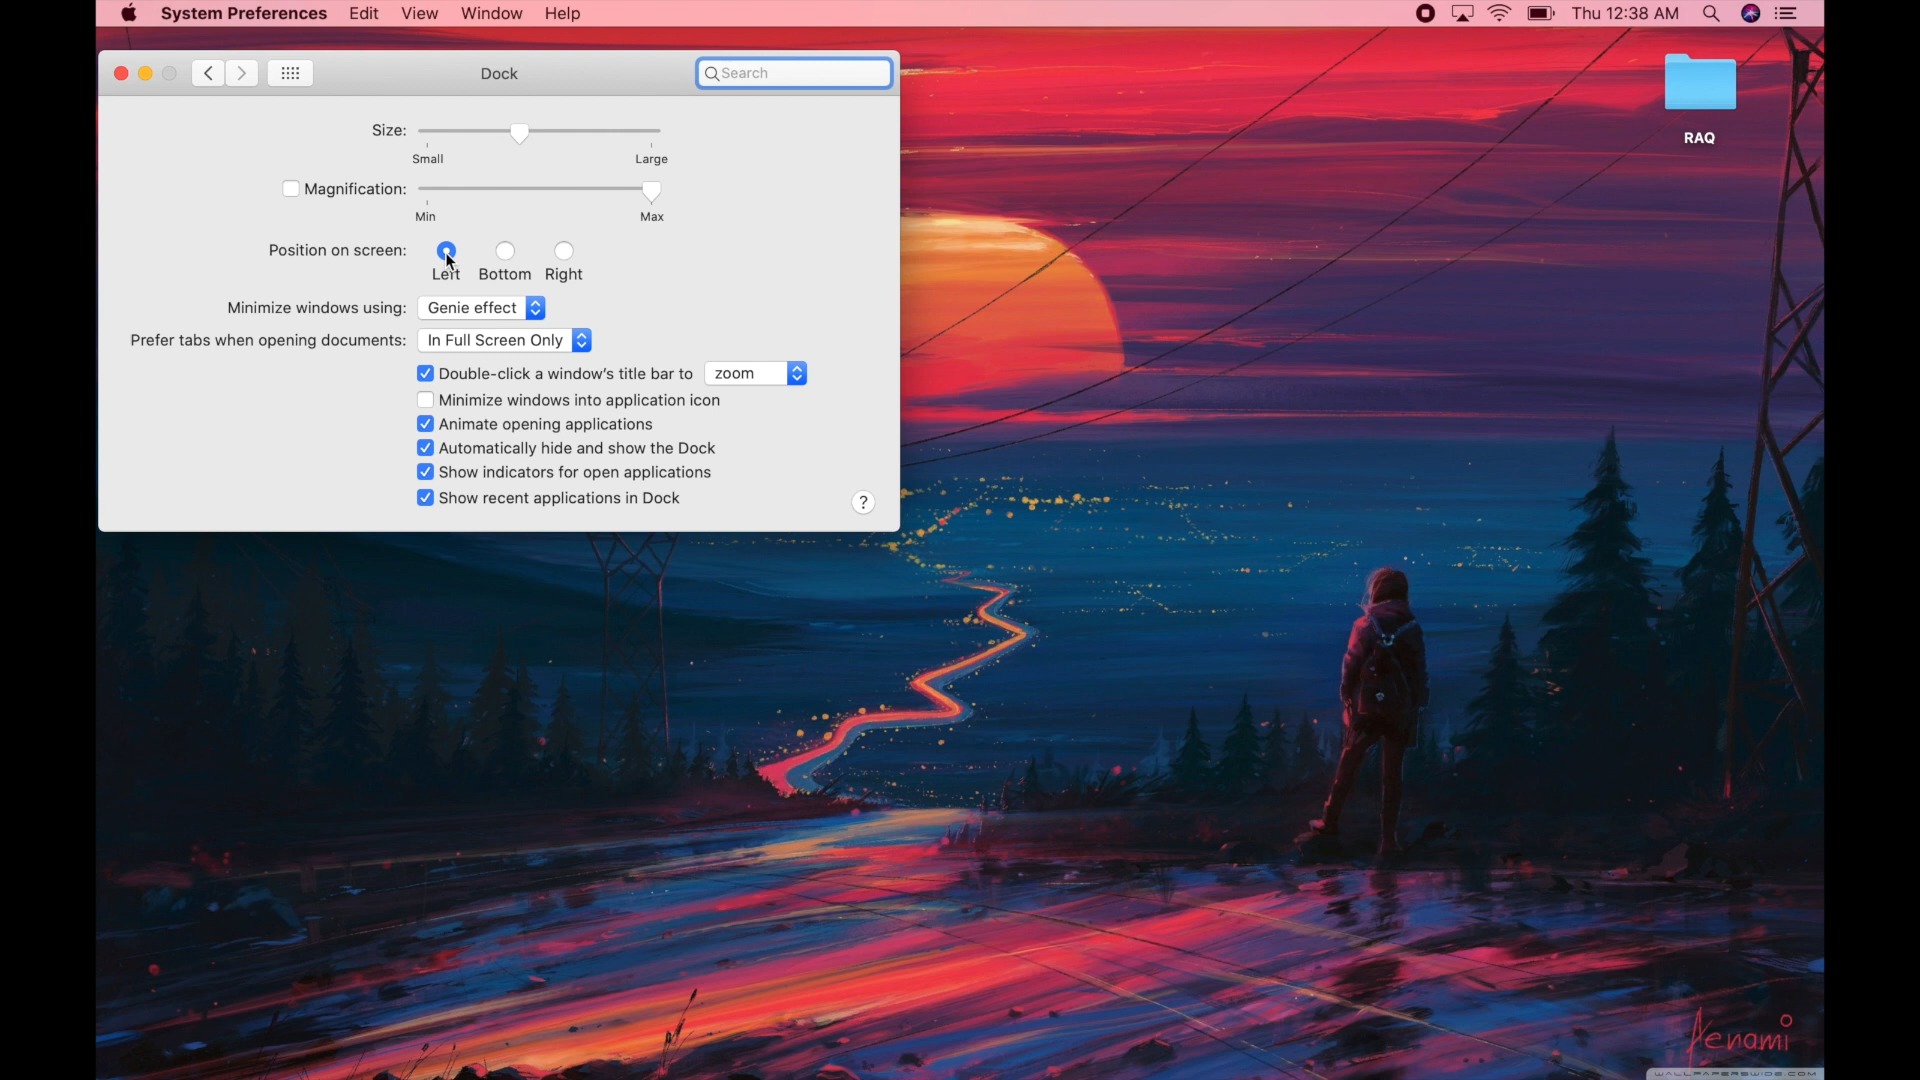 System Preferences Edit View Window Help Thu 12:38 AM
Dock Search
RAQ
Size:
Small Large
Magnification:
Min Max
Position on screen:
Left Bottom Right
Minimize windows using: Genie effect
Prefer tabs when opening documents: In Full Screen Only
Double-click a window's title bar to zoom
Minimize windows into application icon
Animate opening applications
Automatically hide and show the Dock
Show indicators for open applications
Show recent applications in Dock
?
Aenami
WALLPAPERSWIDE.COM